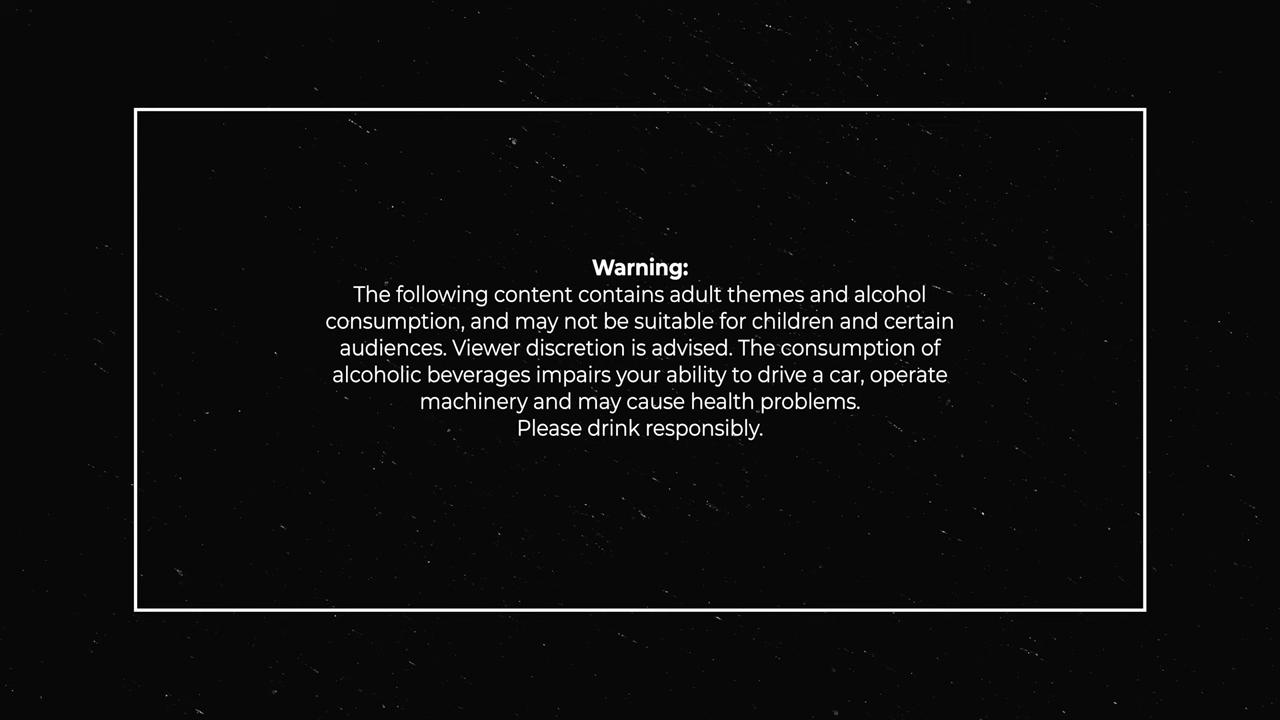 Warning:
The following content contains adult themes and alcohol
consumption, and may not be suitable for children and certain
audiences. Viewer discretion is advised. The consumption of
alcoholic beverages impairs your ability to drive a car, operate
machinery and may cause health problems.
Please drink responsibly.